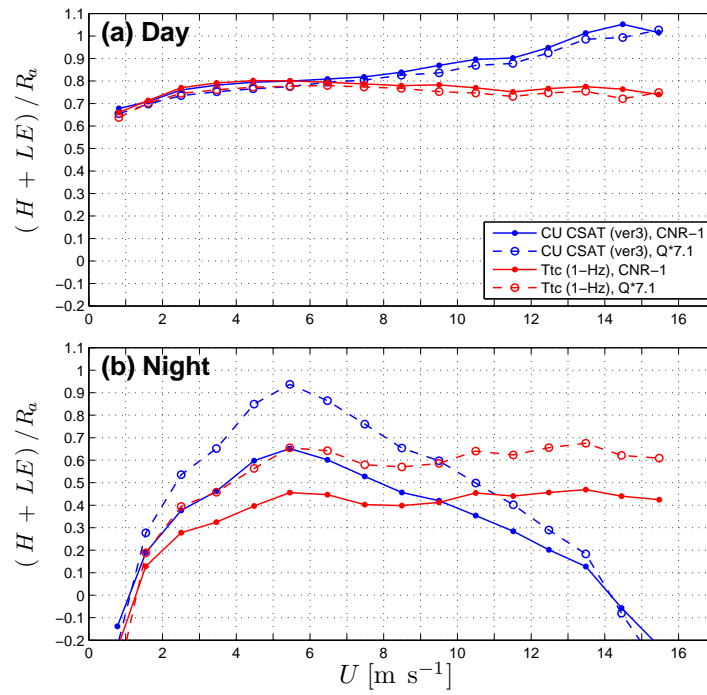 (a) Day
1.1
1
0.9
0.8
0.7
0.6
0.5
0.4
0.3
0.2
0.1
0
−0.1
−0.2
(H + LE)/Ra
CU CSAT (ver3), CNR−1
CU CSAT (ver3), Q*7.1
Ttc (1−Hz), CNR−1
Ttc (1−Hz), Q*7.1
0 2 4 6 8 10 12 14 16
(b) Night
1.1
1
0.9
0.8
0.7
0.6
0.5
0.4
0.3
0.2
0.1
0
−0.1
−0.2
(H + LE)/Ra
0 2 4 6 8 10 12 14 16
U [m s−1]